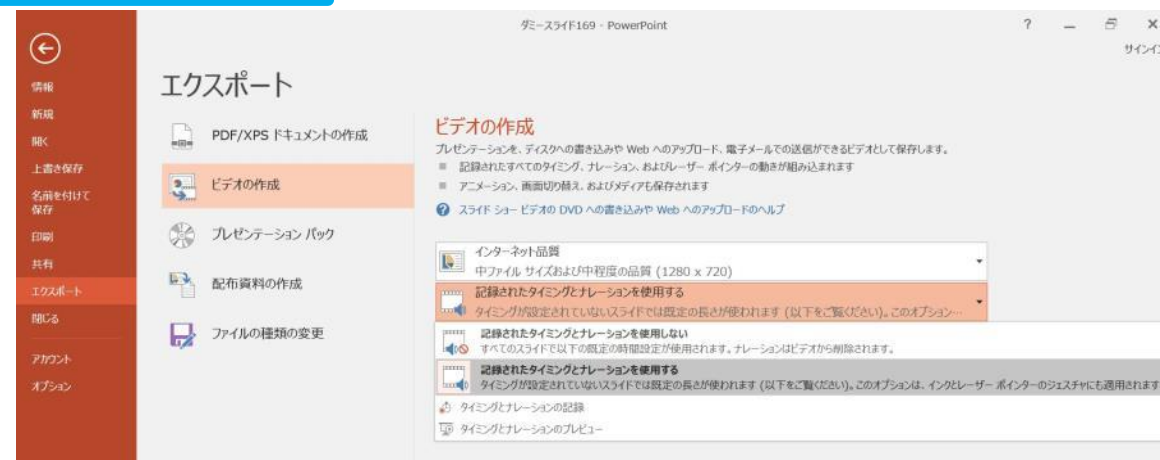 ダミースライド169 - PowerPoint
?
サインイ
情報
新規
開く
上書き保存
名前を付けて
保存
印刷
共有
エクスポート
閉じる
アカウント
オプション
エクスポート
PDF/XPS ドキュメントの作成
ビデオの作成
プレゼンテーション パック
配布資料の作成
ファイルの種類の変更
ビデオの作成
プレゼンテーションを、ディスクへの書き込みや Web へのアップロード、電子メールでの送信ができるビデオとして保存します。
記録されたすべてのタイミング、ナレーション、およびレーザー ポインターの動きが組み込まれます
アニメーション、画面切り替え、およびメディアも保存されます
スライド ショー ビデオの DVD への書き込みや Web へのアップロードのヘルプ
インターネット品質
中ファイル サイズおよび中程度の品質 (1280 x 720)
記録されたタイミングとナレーションを使用する
タイミングが設定されていないスライドでは既定の長さが使われます (以下をご覧ください)。このオプション…
記録されたタイミングとナレーションを使用しない
すべてのスライドで以下の既定の時間設定が使用されます。ナレーションはビデオから削除されます。
記録されたタイミングとナレーションを使用する
タイミングが設定されていないスライドでは既定の長さが使われます (以下をご覧ください)。このオプションは、インクとレーザー ポインターのジェスチャにも適用されます
タイミングとナレーションの記録
タイミングとナレーションのプレビュー